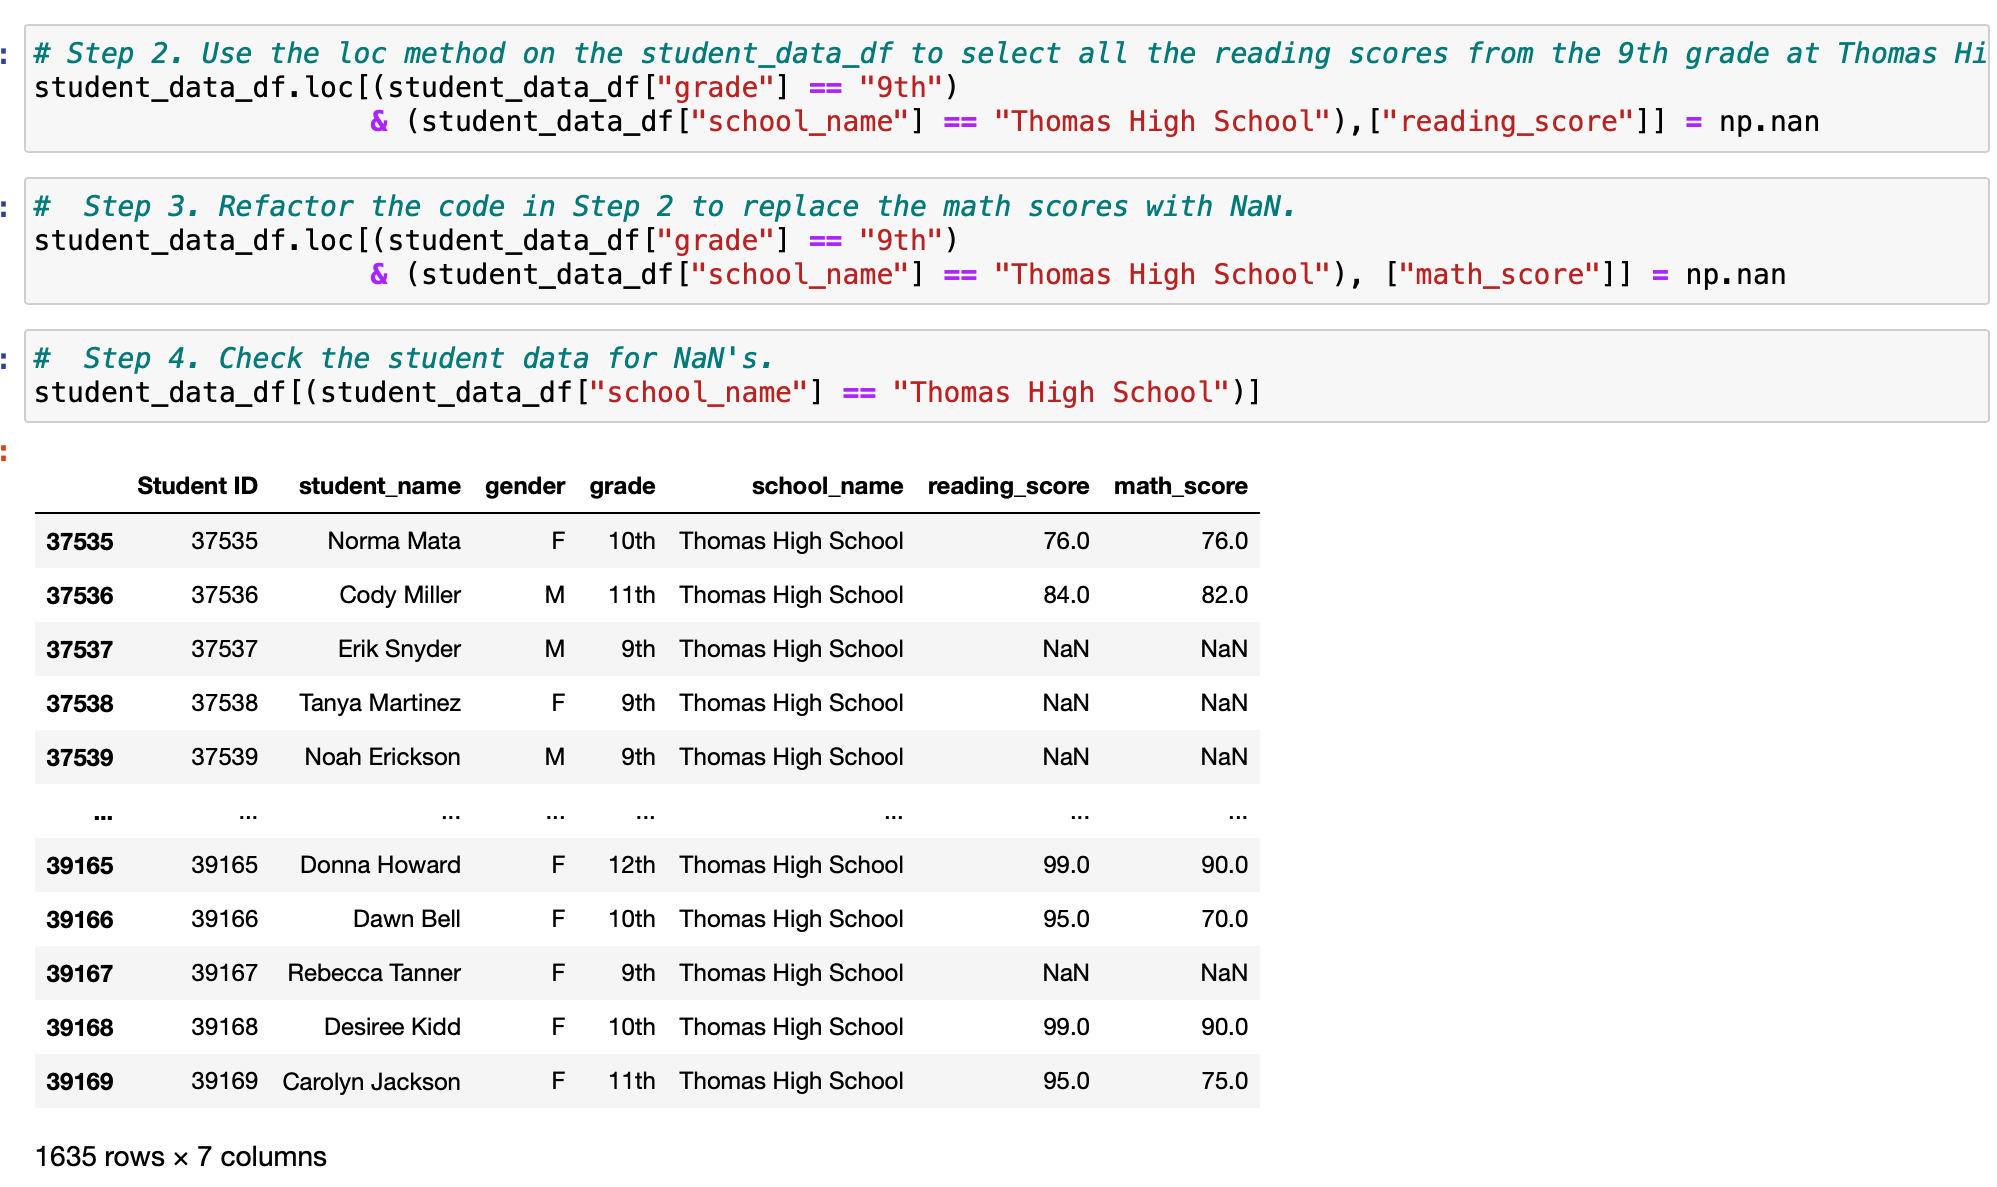 : # Step 2. Use the loc method on the student_data_df to select all the reading scores from the 9th grade at Thomas Hi
student_data_df.loc[(student_data_df["grade"] == "9th")
& (student_data_df["school_name"] == "Thomas High School"),["reading_score"]] = np.nan
: #  Step 3. Refactor the code in Step 2 to replace the math scores with NaN.
student_data_df.loc[(student_data_df["grade"] == "9th")
& (student_data_df["school_name"] == "Thomas High School"), ["math_score"]] = np.nan
: #  Step 4. Check the student data for NaN's.
student_data_df[(student_data_df["school_name"] == "Thomas High School")]
:
Student ID student_name gender grade school_name reading_score math_score
37535 37535 Norma Mata F 10th Thomas High School 76.0 76.0
37536 37536 Cody Miller M 11th Thomas High School 84.0 82.0
37537 37537 Erik Snyder M 9th Thomas High School NaN NaN
37538 37538 Tanya Martinez F 9th Thomas High School NaN NaN
37539 37539 Noah Erickson M 9th Thomas High School NaN NaN
... ... ... ... ... ... ... ...
39165 39165 Donna Howard F 12th Thomas High School 99.0 90.0
39166 39166 Dawn Bell F 10th Thomas High School 95.0 70.0
39167 39167 Rebecca Tanner F 9th Thomas High School NaN NaN
39168 39168 Desiree Kidd F 10th Thomas High School 99.0 90.0
39169 39169 Carolyn Jackson F 11th Thomas High School 95.0 75.0
1635 rows × 7 columns